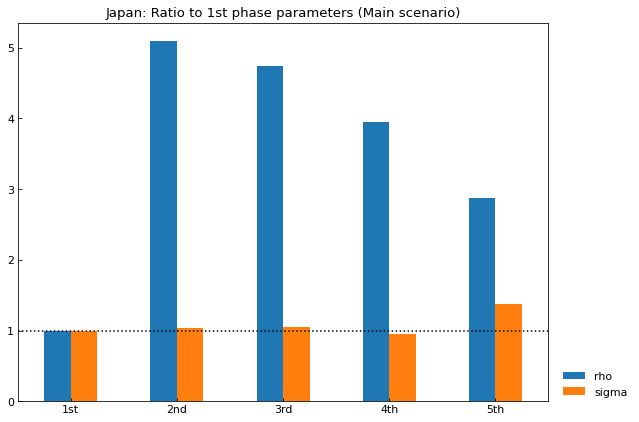 Japan: Ratio to 1st phase parameters (Main scenario)
5
4
3
2
1
0
1st 2nd 3rd 4th 5th
rho
sigma